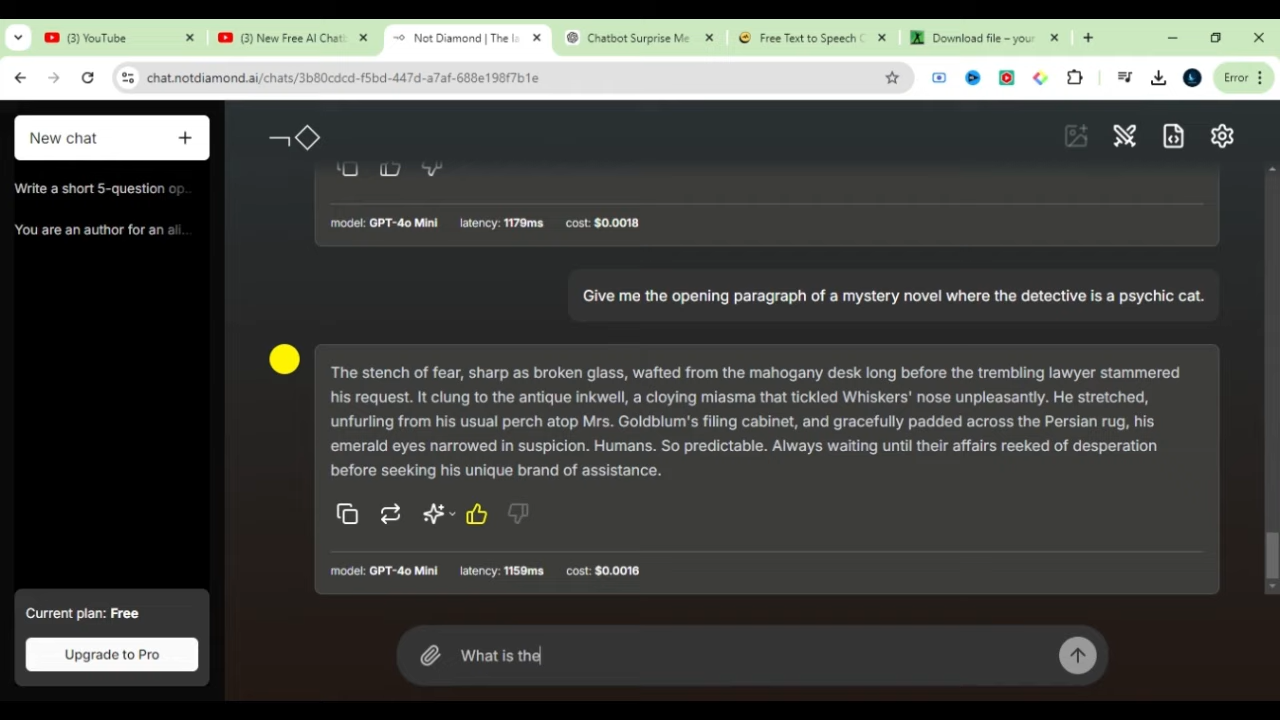 (3) YouTube
(3) New Free AI Chatb
Not Diamond | The la
Chatbot Surprise Me
Free Text to Speech C
Download file – your
chat.notdiamond.ai/chats/3b80cdcd-f5bd-447d-a7af-688e198f7b1e
Error
New chat
Write a short 5-question op...
You are an author for an ali...
model: GPT-4o Mini latency: 1179ms cost: $0.0018
Give me the opening paragraph of a mystery novel where the detective is a psychic cat.
The stench of fear, sharp as broken glass, wafted from the mahogany desk long before the trembling lawyer stammered
his request. It clung to the antique inkwell, a cloying miasma that tickled Whiskers' nose unpleasantly. He stretched,
unfurling from his usual perch atop Mrs. Goldblum's filing cabinet, and gracefully padded across the Persian rug, his
emerald eyes narrowed in suspicion. Humans. So predictable. Always waiting until their affairs reeked of desperation
before seeking his unique brand of assistance.
model: GPT-4o Mini latency: 1159ms cost: $0.0016
Current plan: Free
Upgrade to Pro
What is the